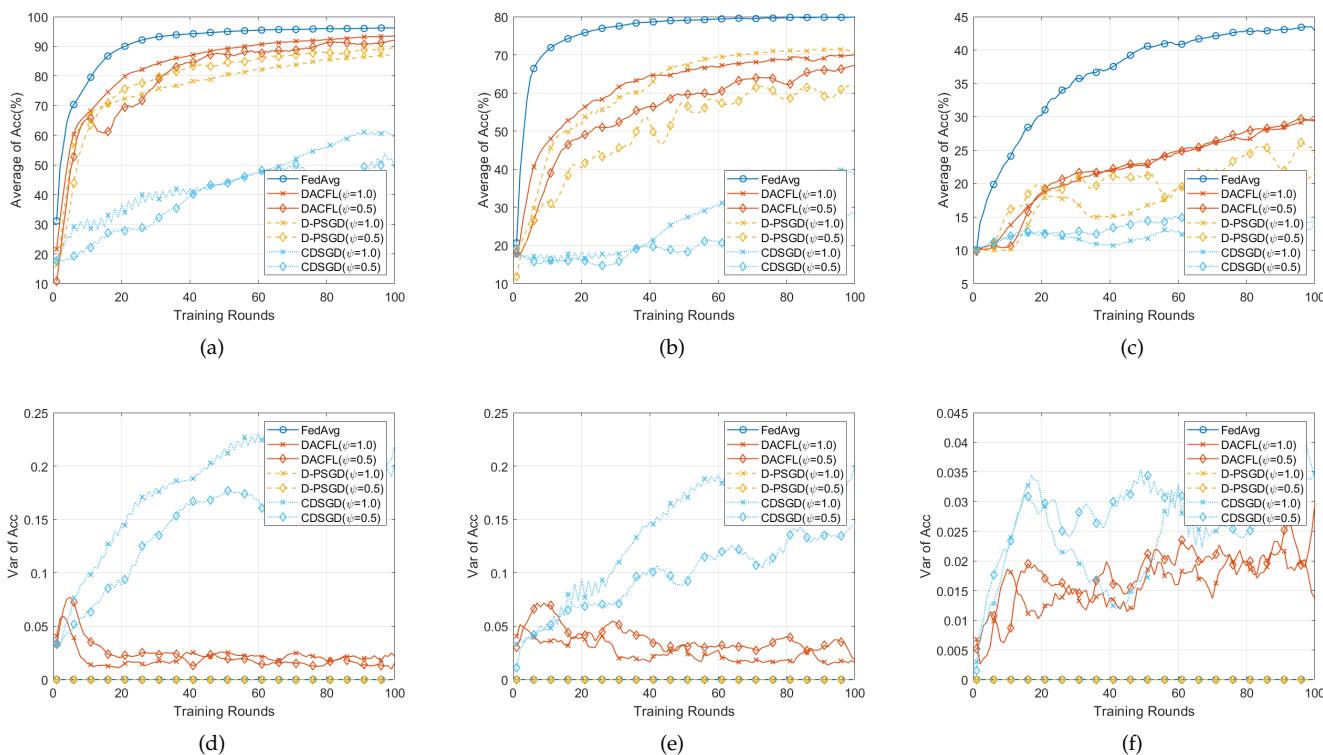 100
90
80
70
60
50
40
30
20
10
0
20
40
60
80
100
Average of Acc(%)
Training Rounds
FedAvg
DACFL(ψ=1.0)
DACFL(ψ=0.5)
D-PSGD(ψ=1.0)
D-PSGD(ψ=0.5)
CDSGD(ψ=1.0)
CDSGD(ψ=0.5)
(a)
80
70
60
50
40
30
20
10
0
20
40
60
80
100
Average of Acc(%)
Training Rounds
FedAvg
DACFL(ψ=1.0)
DACFL(ψ=0.5)
D-PSGD(ψ=1.0)
D-PSGD(ψ=0.5)
CDSGD(ψ=1.0)
CDSGD(ψ=0.5)
(b)
45
40
35
30
25
20
15
10
5
0
20
40
60
80
100
Average of Acc(%)
Training Rounds
FedAvg
DACFL(ψ=1.0)
DACFL(ψ=0.5)
D-PSGD(ψ=1.0)
D-PSGD(ψ=0.5)
CDSGD(ψ=1.0)
CDSGD(ψ=0.5)
(c)
0.25
0.2
0.15
0.1
0.05
0
0
20
40
60
80
100
Var of Acc
Training Rounds
FedAvg
DACFL(ψ=1.0)
DACFL(ψ=0.5)
D-PSGD(ψ=1.0)
D-PSGD(ψ=0.5)
CDSGD(ψ=1.0)
CDSGD(ψ=0.5)
(d)
0.25
0.2
0.15
0.1
0.05
0
0
20
40
60
80
100
Var of Acc
Training Rounds
FedAvg
DACFL(ψ=1.0)
DACFL(ψ=0.5)
D-PSGD(ψ=1.0)
D-PSGD(ψ=0.5)
CDSGD(ψ=1.0)
CDSGD(ψ=0.5)
(e)
0.045
0.04
0.035
0.03
0.025
0.02
0.015
0.01
0.005
0
0
20
40
60
80
100
Var of Acc
Training Rounds
FedAvg
DACFL(ψ=1.0)
DACFL(ψ=0.5)
D-PSGD(ψ=1.0)
D-PSGD(ψ=0.5)
CDSGD(ψ=1.0)
CDSGD(ψ=0.5)
(f)